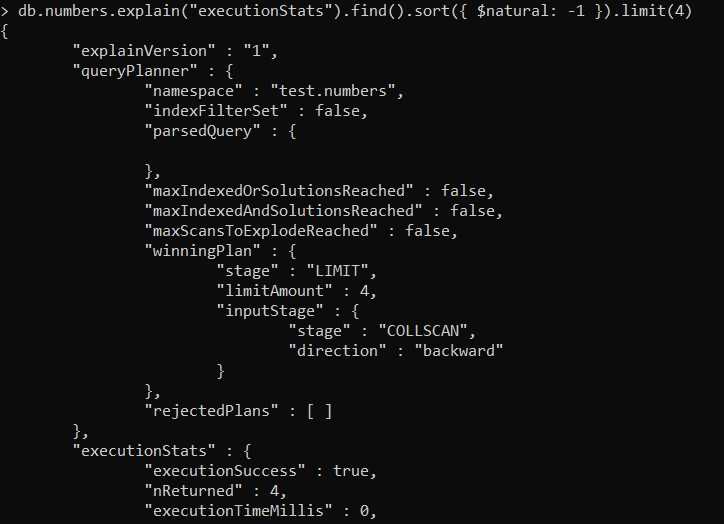 > db.numbers.explain("executionStats").find().sort({ $natural: -1 }).limit(4)
{
        "explainVersion" : "1",
        "queryPlanner" : {
                "namespace" : "test.numbers",
                "indexFilterSet" : false,
                "parsedQuery" : {

                },
                "maxIndexedOrSolutionsReached" : false,
                "maxIndexedAndSolutionsReached" : false,
                "maxScansToExplodeReached" : false,
                "winningPlan" : {
                        "stage" : "LIMIT",
                        "limitAmount" : 4,
                        "inputStage" : {
                                "stage" : "COLLSCAN",
                                "direction" : "backward"
                        }
                },
                "rejectedPlans" : [ ]
        },
        "executionStats" : {
                "executionSuccess" : true,
                "nReturned" : 4,
                "executionTimeMillis" : 0,